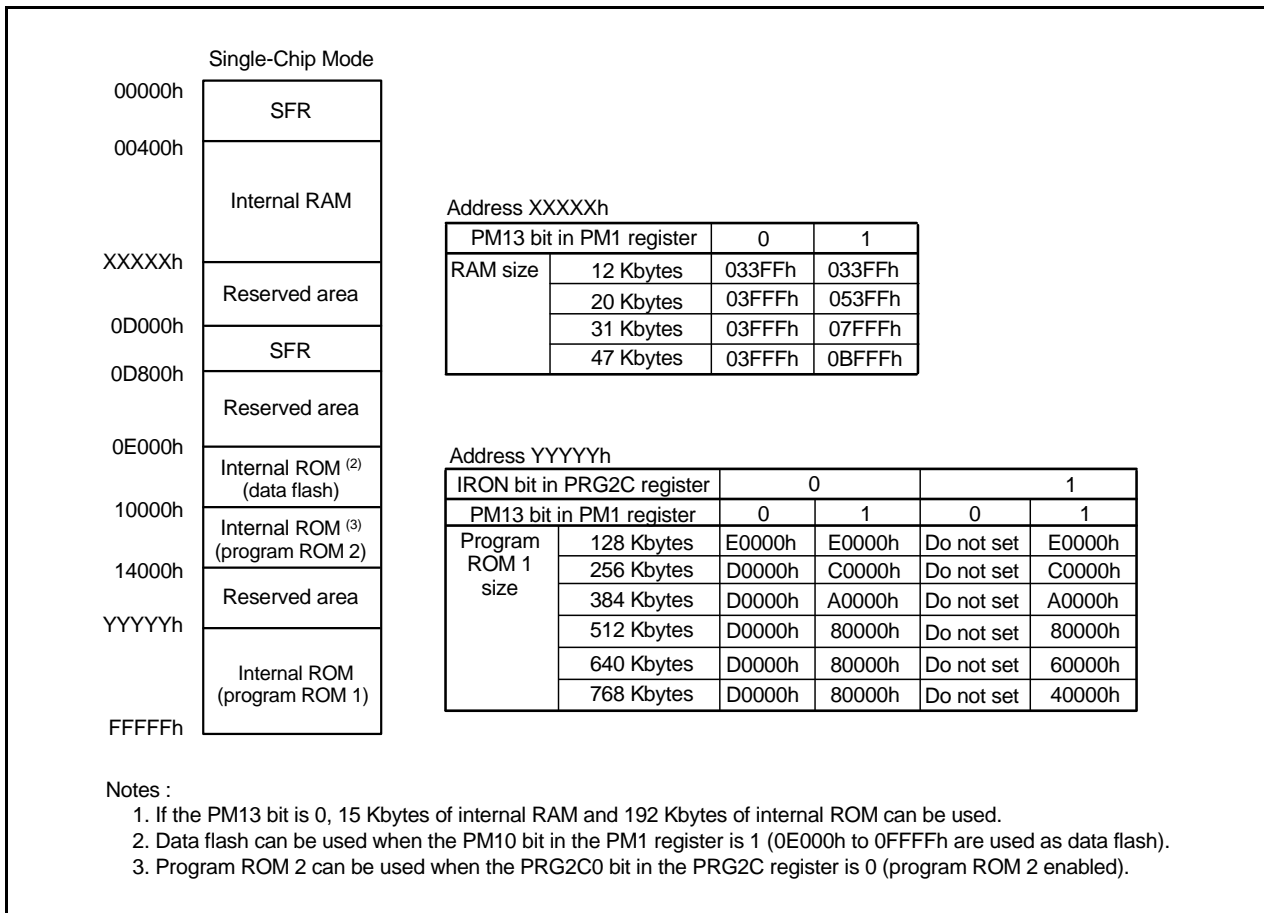 Single-Chip Mode
00000h
SFR
00400h
Internal RAM
XXXXXh
Reserved area
0D000h
SFR
0D800h
Reserved area
0E000h
Internal ROM (2)
(data flash)
10000h
Internal ROM (3)
(program ROM 2)
14000h
Reserved area
YYYYYh
Internal ROM
(program ROM 1)
FFFFFh
Address XXXXXh
PM13 bit in PM1 register 0 1
RAM size 12 Kbytes 033FFh 033FFh
20 Kbytes 03FFFh 053FFh
31 Kbytes 03FFFh 07FFFh
47 Kbytes 03FFFh 0BFFFh
Address YYYYYh
IRON bit in PRG2C register 0 1
PM13 bit in PM1 register 0 1 0 1
Program ROM 1 size 128 Kbytes E0000h E0000h Do not set E0000h
256 Kbytes D0000h C0000h Do not set C0000h
384 Kbytes D0000h A0000h Do not set A0000h
512 Kbytes D0000h 80000h Do not set 80000h
640 Kbytes D0000h 80000h Do not set 60000h
768 Kbytes D0000h 80000h Do not set 40000h
Notes :
1. If the PM13 bit is 0, 15 Kbytes of internal RAM and 192 Kbytes of internal ROM can be used.
2. Data flash can be used when the PM10 bit in the PM1 register is 1 (0E000h to 0FFFFh are used as data flash).
3. Program ROM 2 can be used when the PRG2C0 bit in the PRG2C register is 0 (program ROM 2 enabled).